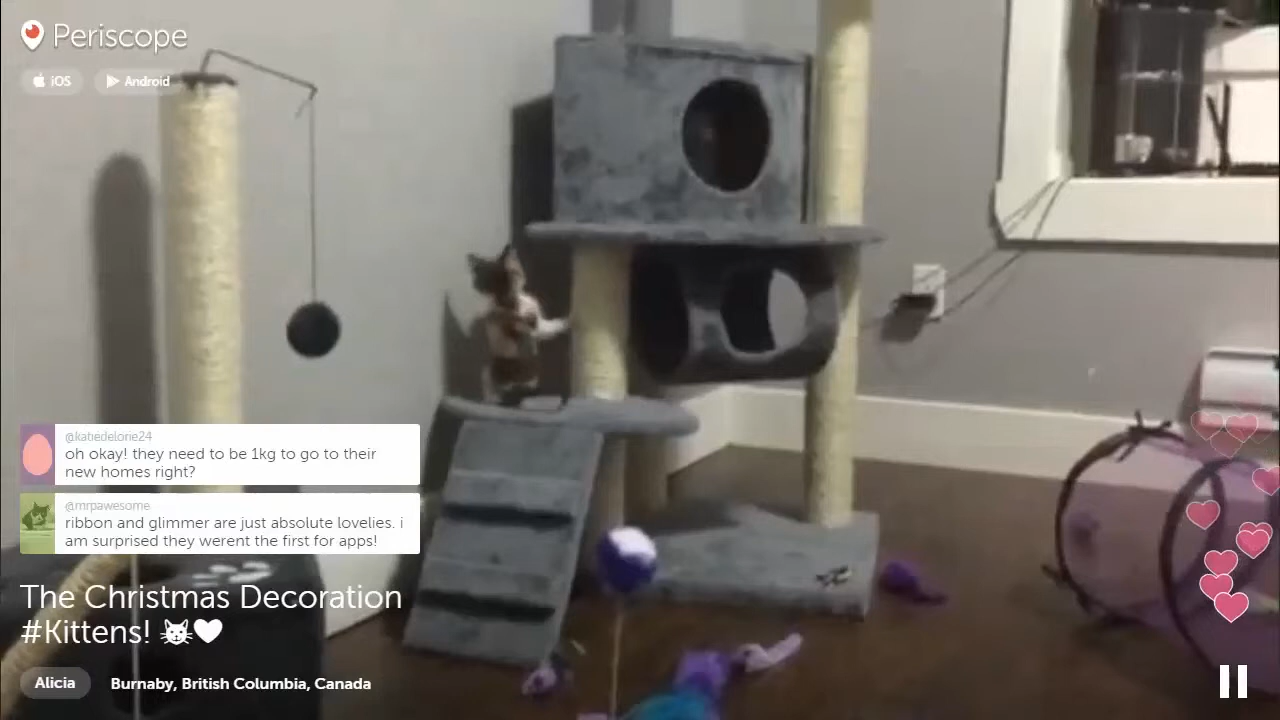 Periscope
iOS
Android
@katiedelorie24
oh okay! they need to be 1kg to go to their
new homes right?
@mrpawesome
ribbon and glimmer are just absolute lovelies. i
am surprised they werent the first for apps!
The Christmas Decoration
#Kittens! 🐱🤍
Alicia
Burnaby, British Columbia, Canada